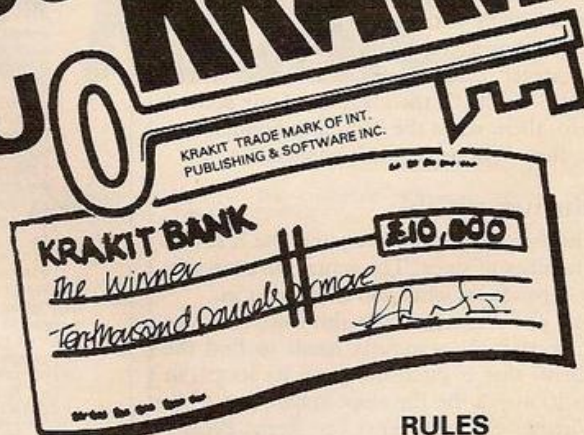 KRAKIT
KRAKIT TRADE MARK OF INT.
PUBLISHING & SOFTWARE INC.
KRAKIT BANK
£10,000
The Winner
Ten thousand Pounds or more
RULES